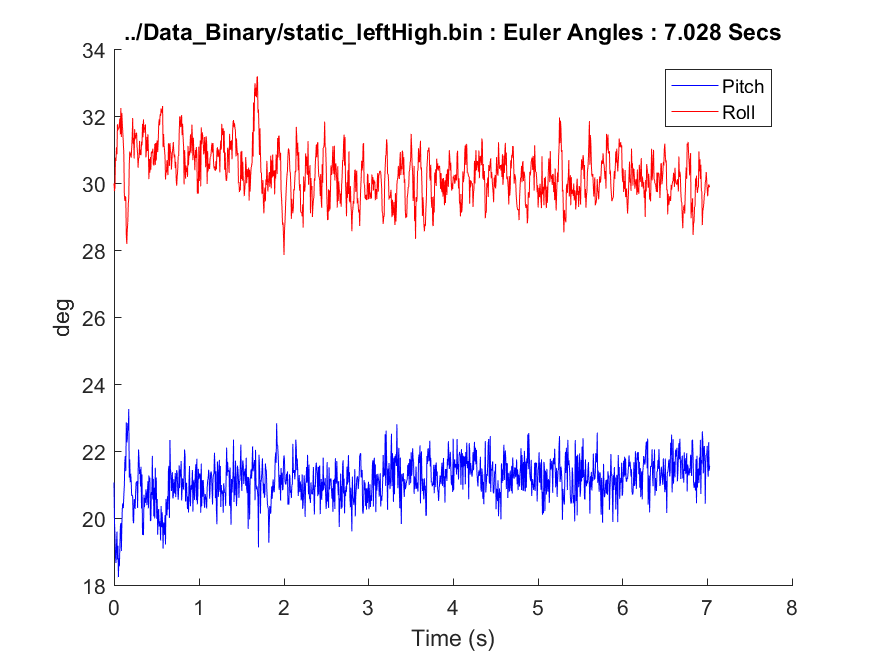 ../Data_Binary/static_leftHigh.bin : Euler Angles : 7.028 Secs
34
32
30
28
26
24
22
20
18
deg
Pitch
Roll
0 1 2 3 4 5 6 7 8
Time (s)